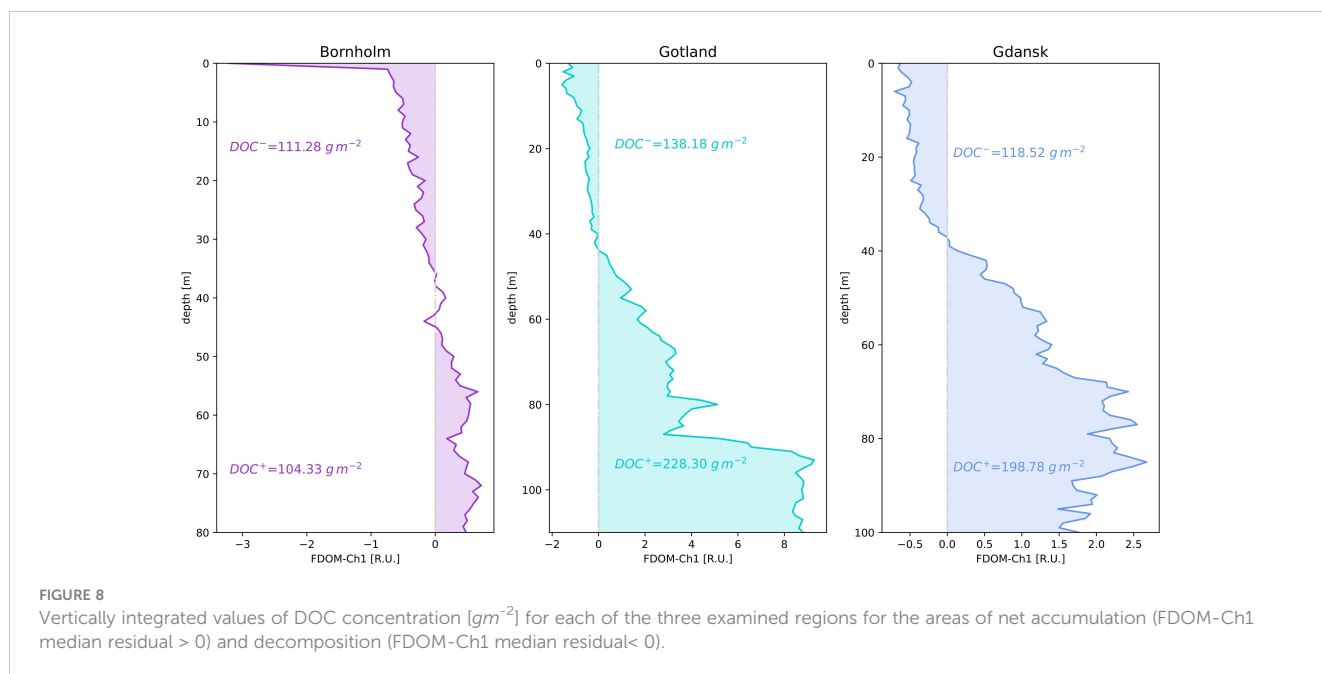 Bornholm
0
10
20
30
40
50
60
70
80
depth [m]
DOC⁻=111.28 g m⁻²
DOC⁺=104.33 g m⁻²
−3 −2 −1 0
FDOM-Ch1 [R.U.]
Gotland
0
20
40
60
80
100
depth [m]
DOC⁻=138.18 g m⁻²
DOC⁺=228.30 g m⁻²
−2 0 2 4 6 8
FDOM-Ch1 [R.U.]
Gdansk
0
20
40
60
80
100
depth [m]
DOC⁻=118.52 g m⁻²
DOC⁺=198.78 g m⁻²
−0.5 0.0 0.5 1.0 1.5 2.0 2.5
FDOM-Ch1 [R.U.]
FIGURE 8
Vertically integrated values of DOC concentration [gm⁻²] for each of the three examined regions for the areas of net accumulation (FDOM-Ch1
median residual > 0) and decomposition (FDOM-Ch1 median residual< 0).